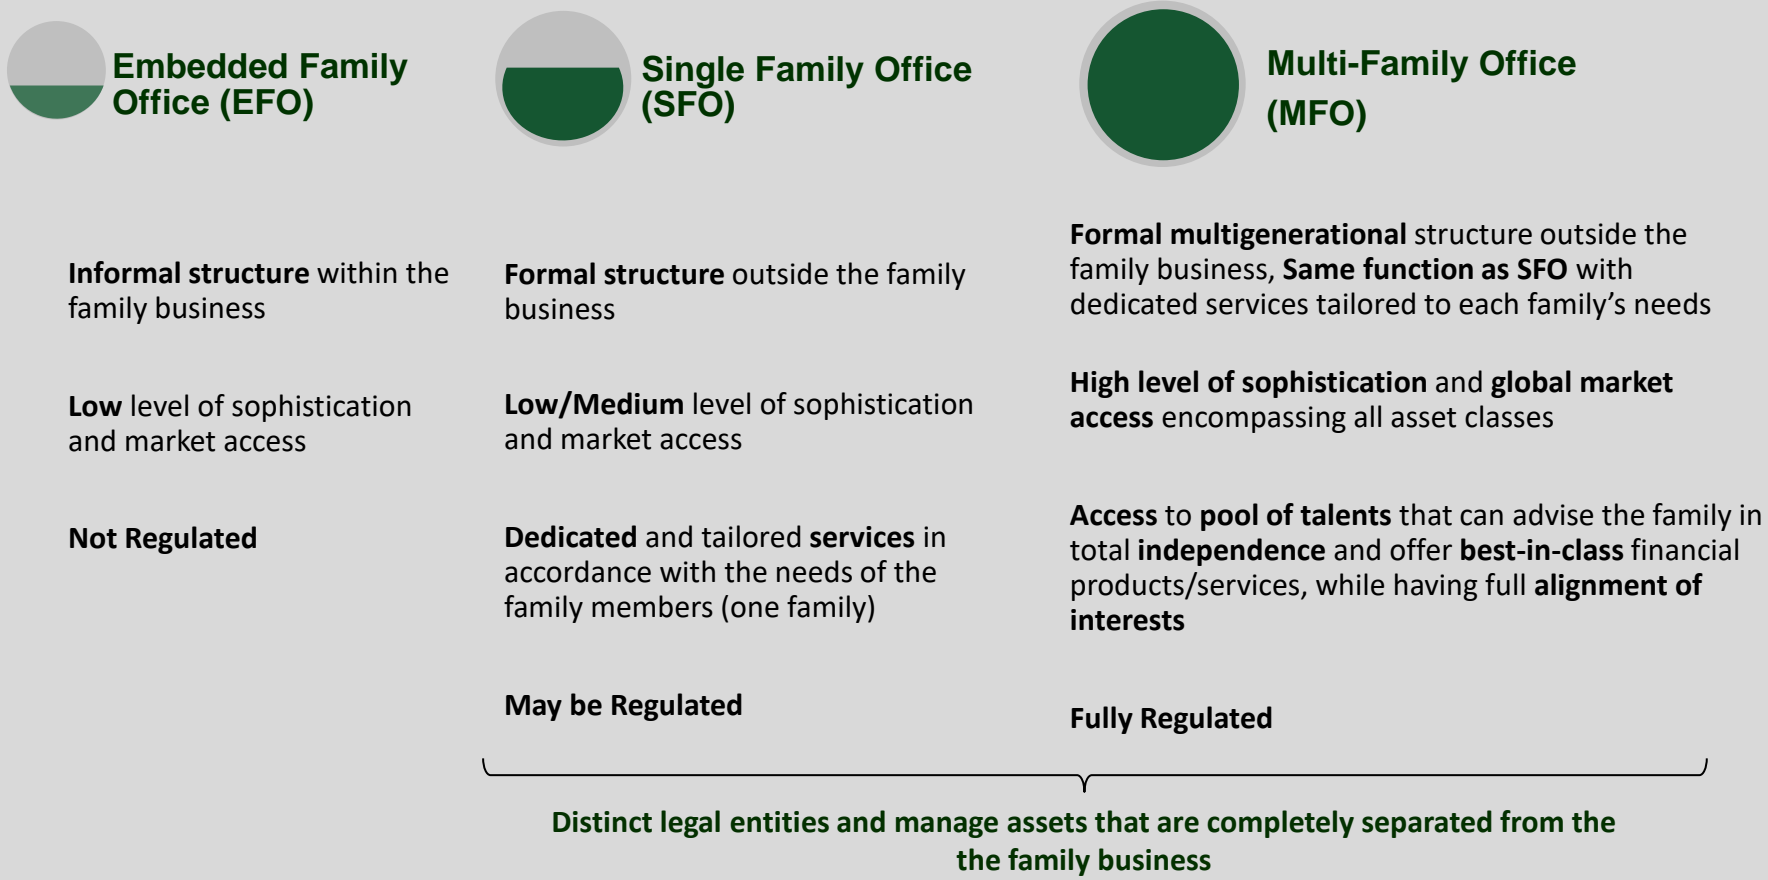 Embedded Family
Office (EFO)
Informal structure within the
family business
Low level of sophistication
and market access
Not Regulated
Single Family Office
(SFO)
Formal structure outside the family
business
Low/Medium level of sophistication
and market access
Dedicated and tailored services in
accordance with the needs of the
family members (one family)
May be Regulated
Multi-Family Office
(MFO)
Formal multigenerational structure outside the
family business, Same function as SFO with
dedicated services tailored to each family’s needs
High level of sophistication and global market
access encompassing all asset classes
Access to pool of talents that can advise the family in
total independence and offer best-in-class financial
products/services, while having full alignment of
interests
Fully Regulated
Distinct legal entities and manage assets that are completely separated from the
the family business